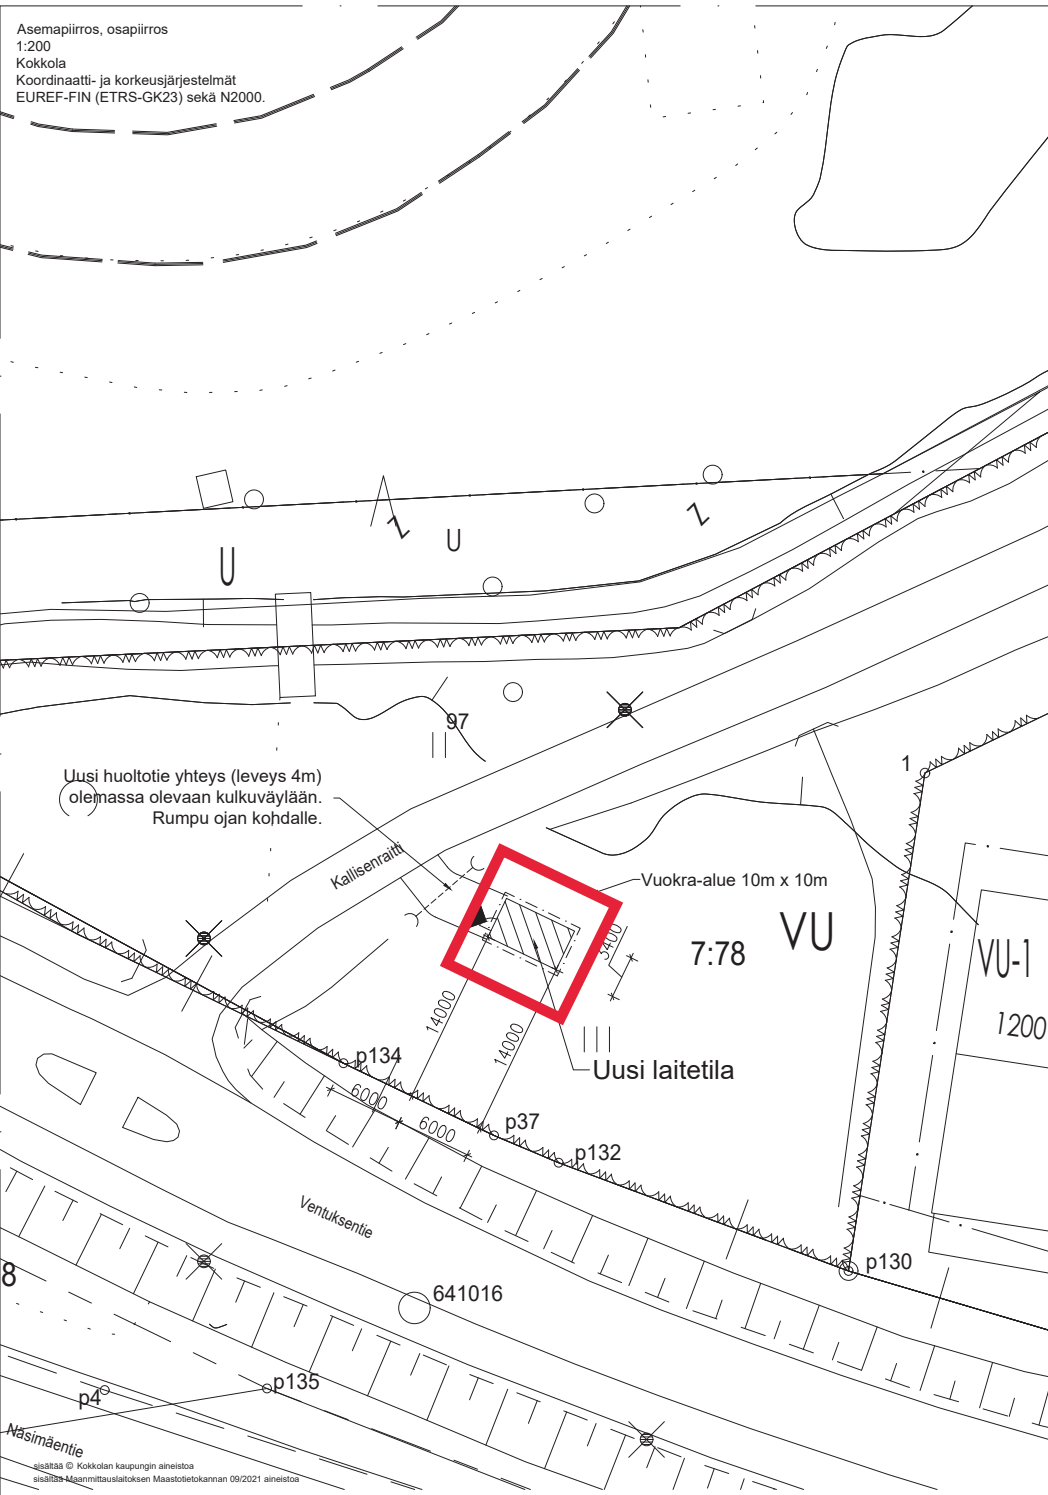 Asemapiirros, osapiirros
1:200
Kokkola
Koordinaatti- ja korkeusjärjestelmät
EUREF-FIN (ETRS-GK23) sekä N2000.
Z
Z
U
U
97
Uusi huoltotie yhteys (leveys 4m)
olemassa olevaan kulkuväylään.
Rumpu ojan kohdalle.
1
Kallisenraitti
Vuokra-alue 10m x 10m
VU
7:78
VU-1
1200
5400
14000
14000
Uusi laitetila
p134
6000
6000
p37
p132
Ventuksentie
p130
8
641016
p135
p4
Näsimäentie
sisältää © Kokkolan kaupungin aineistoa
sisältää Maanmittauslaitoksen Maastotietokannan 09/2021 aineistoa